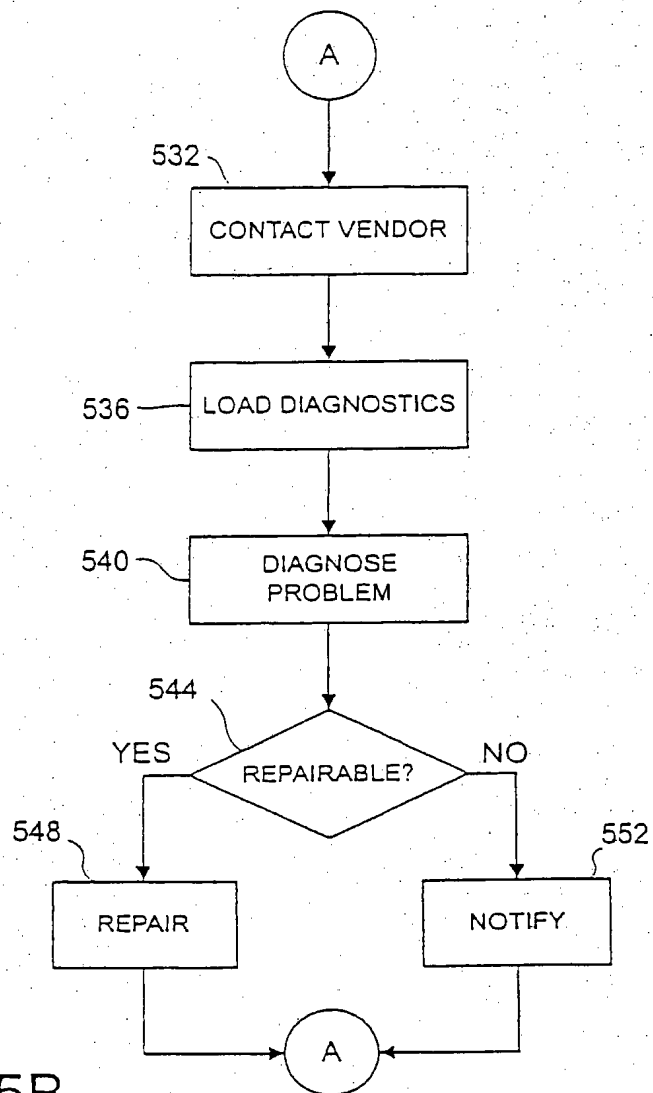 A
532
CONTACT VENDOR
536
LOAD DIAGNOSTICS
540
DIAGNOSE
PROBLEM
544
YES
REPAIRABLE?
NO
548
552
REPAIR
NOTIFY
A